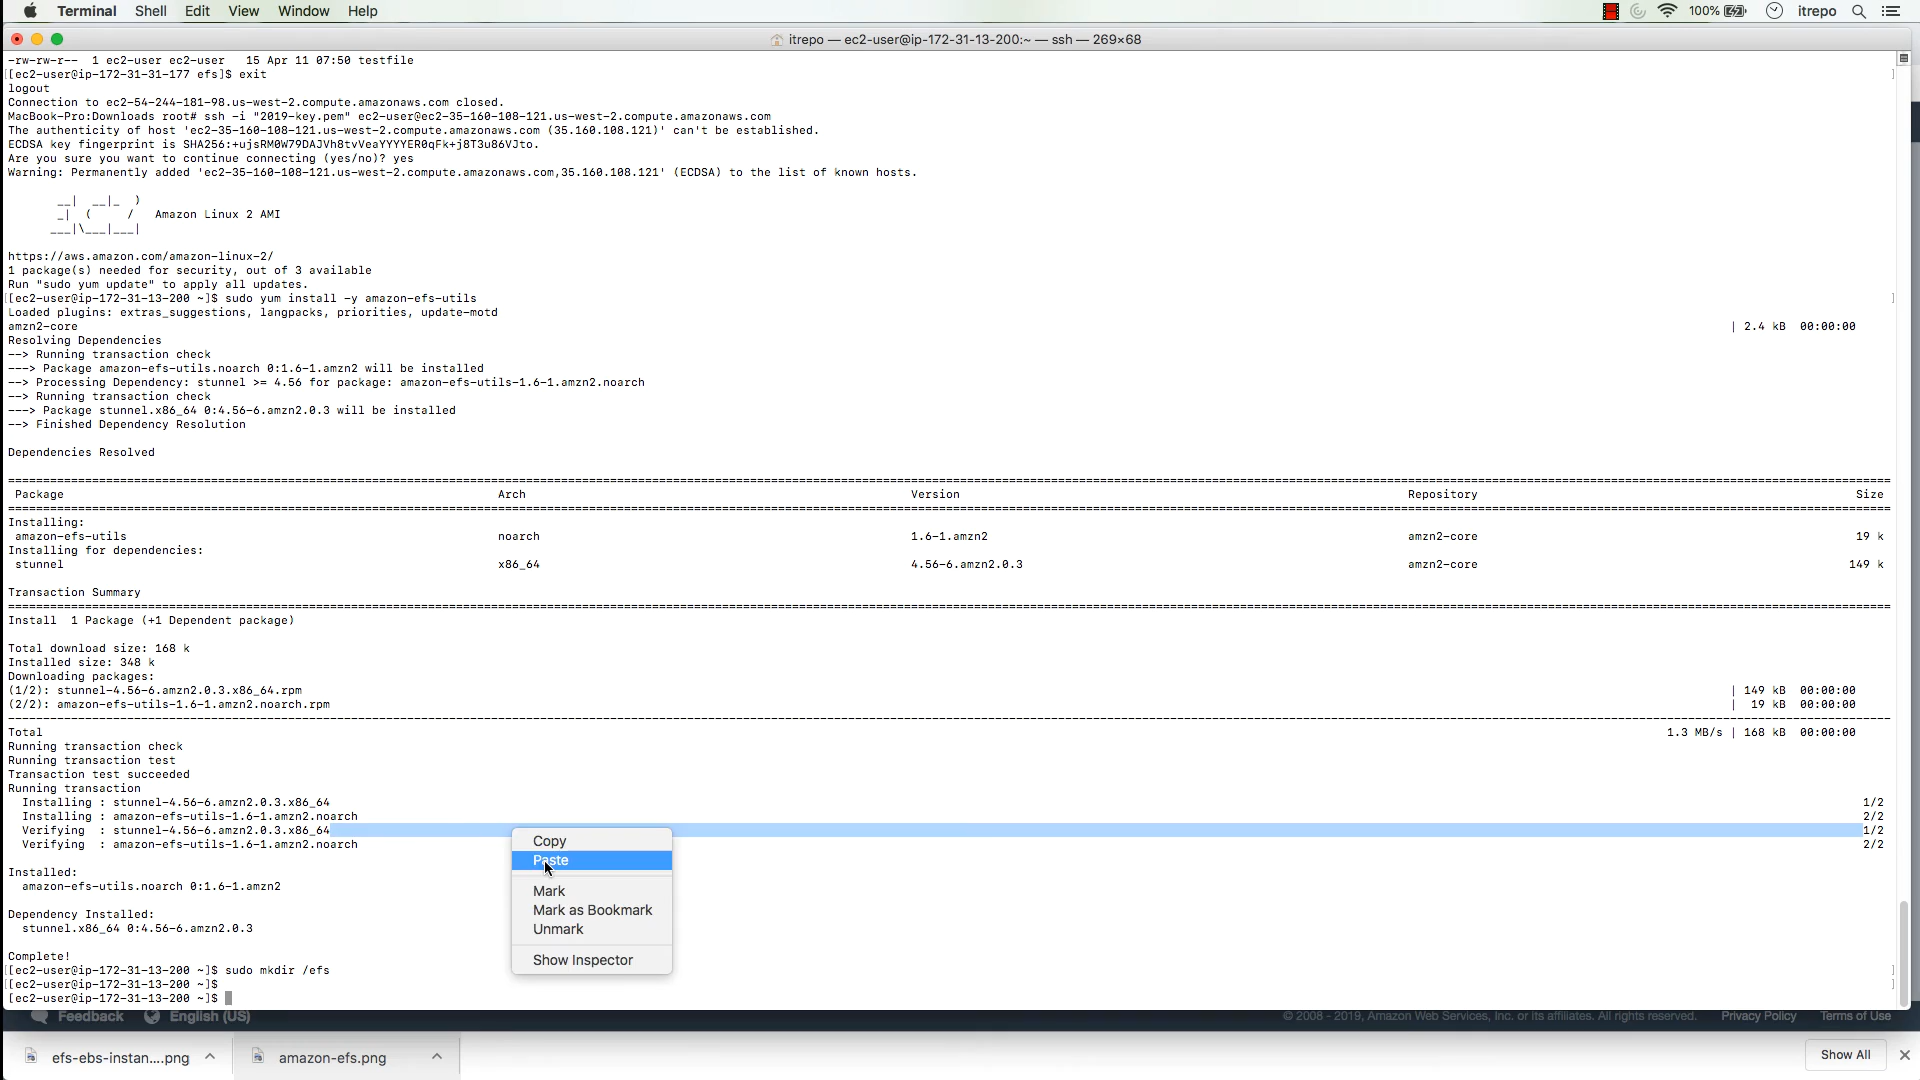 Terminal Shell Edit View Window Help 100% itrepo
itrepo — ec2-user@ip-172-31-13-200:~ — ssh — 269×68
-rw-rw-r-- 1 ec2-user ec2-user 15 Apr 11 07:50 testfile
[[ec2-user@ip-172-31-31-177 efs]$ exit ]
logout
Connection to ec2-54-244-181-98.us-west-2.compute.amazonaws.com closed.
MacBook-Pro:Downloads root# ssh -i "2019-key.pem" ec2-user@ec2-35-160-108-121.us-west-2.compute.amazonaws.com
The authenticity of host 'ec2-35-160-108-121.us-west-2.compute.amazonaws.com (35.160.108.121)' can't be established.
ECDSA key fingerprint is SHA256:+ujsRM0W79DAJVh8tvVeaYYYYER0qFk+j8T3u86VJto.
Are you sure you want to continue connecting (yes/no)? yes
Warning: Permanently added 'ec2-35-160-108-121.us-west-2.compute.amazonaws.com,35.160.108.121' (ECDSA) to the list of known hosts.
__|  __|_  )
_|  (     /   Amazon Linux 2 AMI
___|\___|___|
https://aws.amazon.com/amazon-linux-2/
1 package(s) needed for security, out of 3 available
Run "sudo yum update" to apply all updates.
[[ec2-user@ip-172-31-13-200 ~]$ sudo yum install -y amazon-efs-utils ]
Loaded plugins: extras_suggestions, langpacks, priorities, update-motd
amzn2-core | 2.4 kB 00:00:00
Resolving Dependencies
--> Running transaction check
---> Package amazon-efs-utils.noarch 0:1.6-1.amzn2 will be installed
--> Processing Dependency: stunnel >= 4.56 for package: amazon-efs-utils-1.6-1.amzn2.noarch
--> Running transaction check
---> Package stunnel.x86_64 0:4.56-6.amzn2.0.3 will be installed
--> Finished Dependency Resolution
Dependencies Resolved
Package Arch Version Repository Size
Installing:
amazon-efs-utils noarch 1.6-1.amzn2 amzn2-core 19 k
Installing for dependencies:
stunnel x86_64 4.56-6.amzn2.0.3 amzn2-core 149 k
Transaction Summary
Install 1 Package (+1 Dependent package)
Total download size: 168 k
Installed size: 348 k
Downloading packages:
(1/2): stunnel-4.56-6.amzn2.0.3.x86_64.rpm | 149 kB 00:00:00
(2/2): amazon-efs-utils-1.6-1.amzn2.noarch.rpm | 19 kB 00:00:00
Total 1.3 MB/s | 168 kB 00:00:00
Running transaction check
Running transaction test
Transaction test succeeded
Running transaction
Installing : stunnel-4.56-6.amzn2.0.3.x86_64 1/2
Installing : amazon-efs-utils-1.6-1.amzn2.noarch 2/2
Verifying : stunnel-4.56-6.amzn2.0.3.x86_64 1/2
Verifying : amazon-efs-utils-1.6-1.amzn2.noarch 2/2
Installed:
amazon-efs-utils.noarch 0:1.6-1.amzn2
Dependency Installed:
stunnel.x86_64 0:4.56-6.amzn2.0.3
Complete!
[[ec2-user@ip-172-31-13-200 ~]$ sudo mkdir /efs ]
[[ec2-user@ip-172-31-13-200 ~]$ ]
[ec2-user@ip-172-31-13-200 ~]$
Copy
Paste
Mark
Mark as Bookmark
Unmark
Show Inspector
Feedback English (US) © 2008 - 2019, Amazon Web Services, Inc. or its affiliates. All rights reserved. Privacy Policy Terms of Use
efs-ebs-instan....png amazon-efs.png Show All